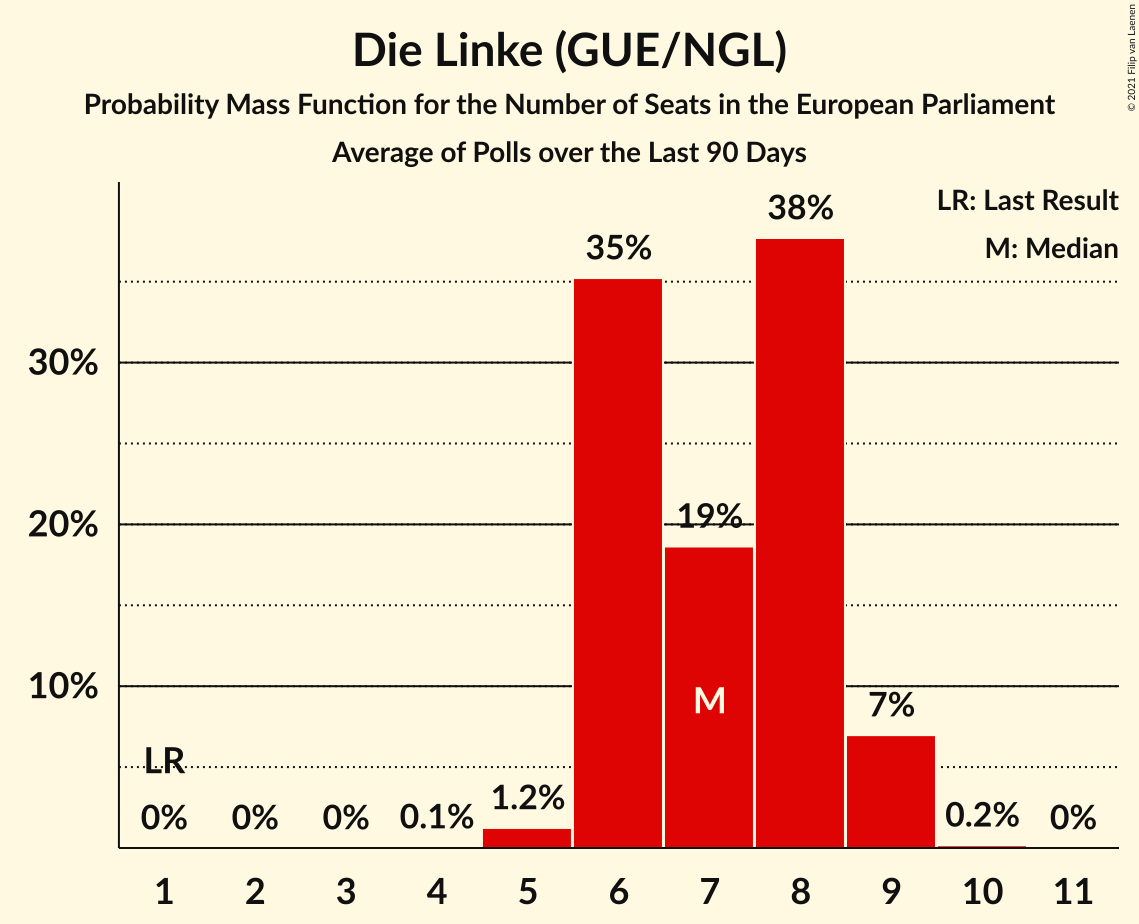 Die Linke (GUE/NGL)
Probability Mass Function for the Number of Seats in the European Parliament
Average of Polls over the Last 90 Days
© 2021 Filip van Laenen
LR: Last Result
M: Median
38%
35%
30%
20%
19%
10%
M
7%
LR
0%
0%
0%
0.1%
1.2%
0.2%
0%
1 2 3 4 5 6 7 8 9 10 11